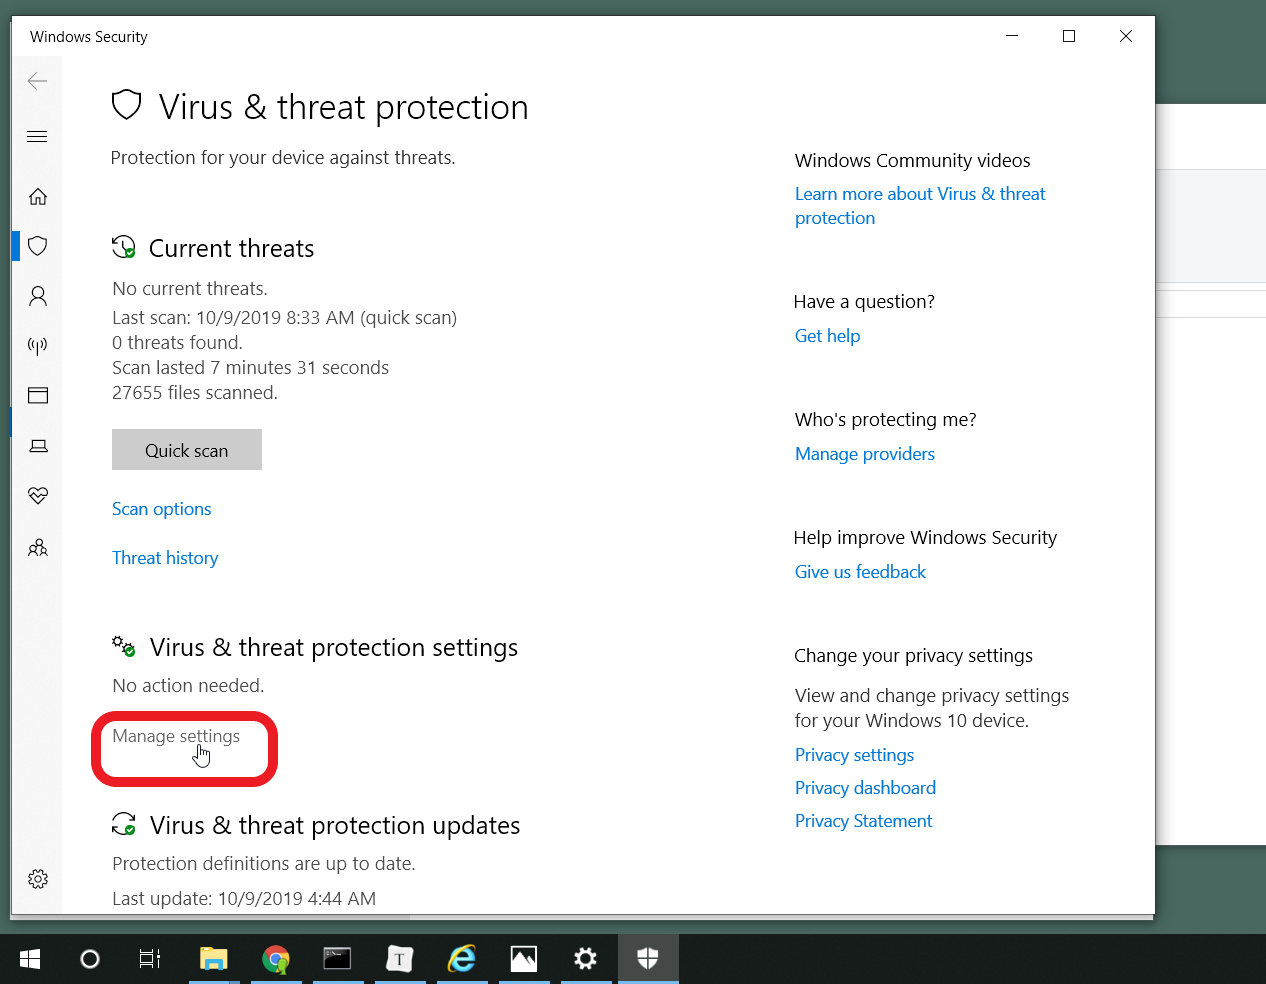 Windows Security
Virus & threat protection
Protection for your device against threats.
Current threats
No current threats.
Last scan: 10/9/2019 8:33 AM (quick scan)
0 threats found.
Scan lasted 7 minutes 31 seconds
27655 files scanned.
Quick scan
Scan options
Threat history
Virus & threat protection settings
No action needed.
Manage settings
Virus & threat protection updates
Protection definitions are up to date.
Last update: 10/9/2019 4:44 AM
Windows Community videos
Learn more about Virus & threat
protection
Have a question?
Get help
Who's protecting me?
Manage providers
Help improve Windows Security
Give us feedback
Change your privacy settings
View and change privacy settings
for your Windows 10 device.
Privacy settings
Privacy dashboard
Privacy Statement
T